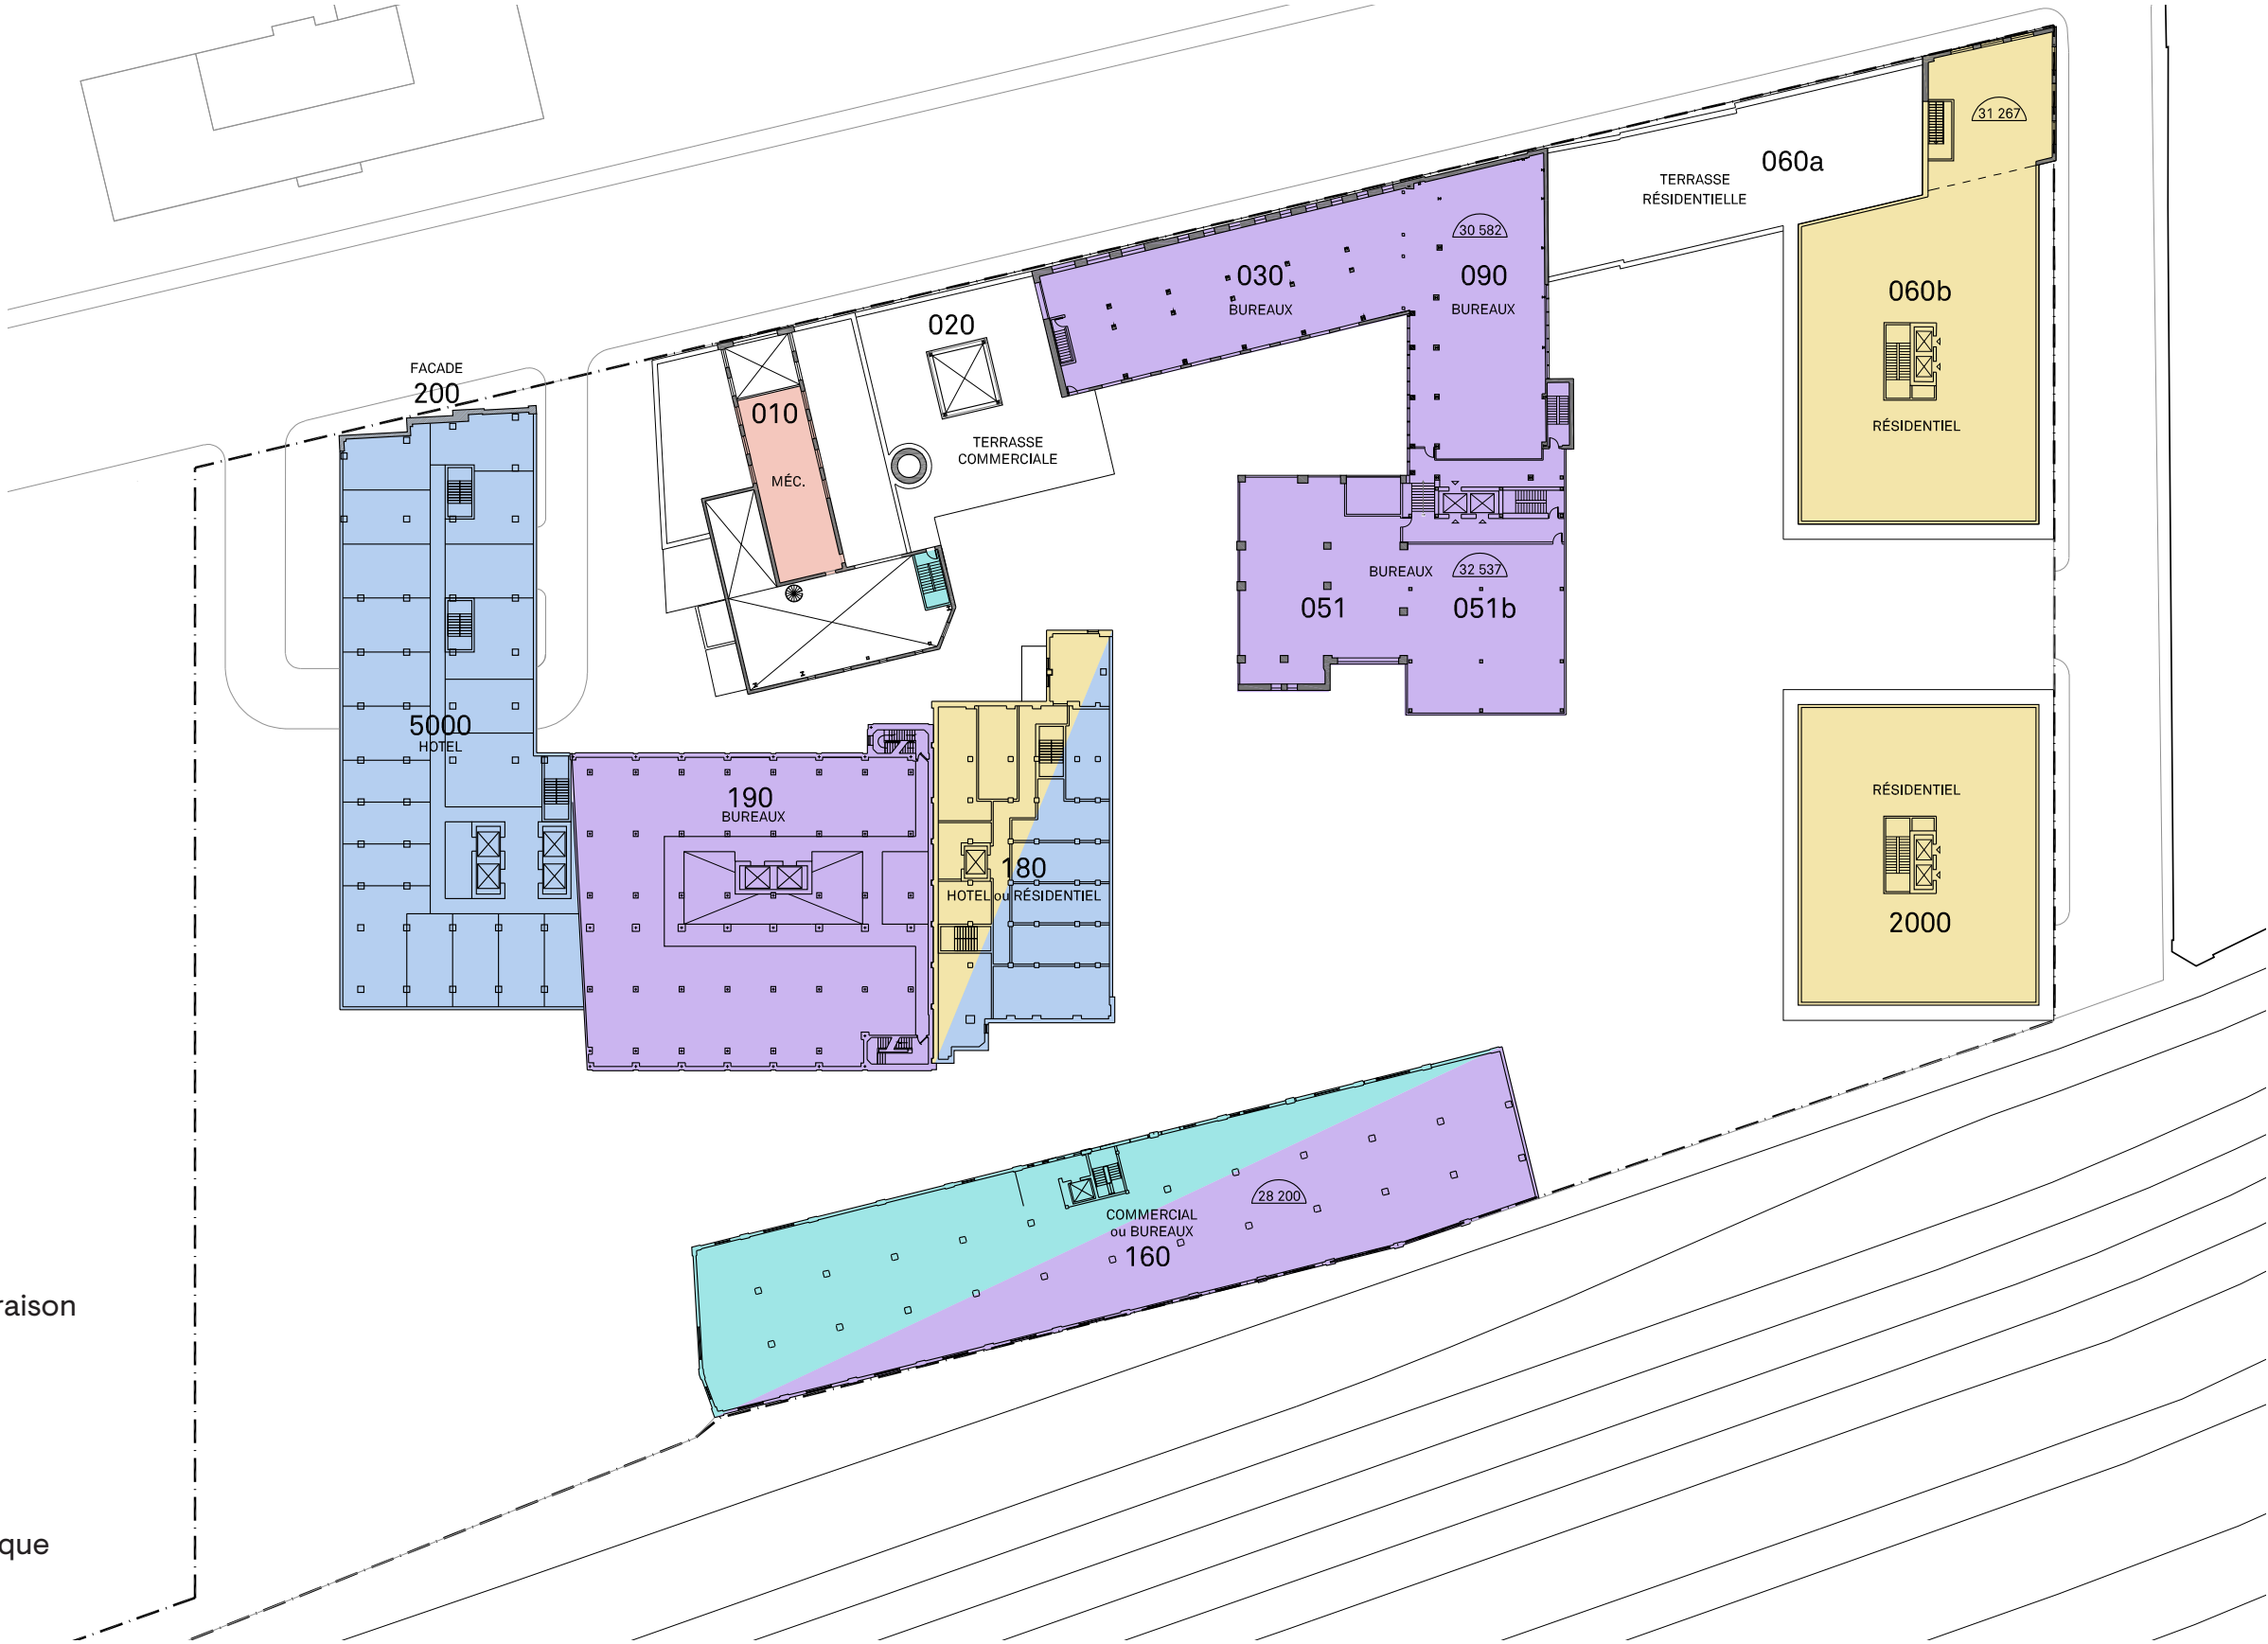 31 267
060a
TERRASSE
RÉSIDENTIELLE
30 582
030
BUREAUX
090
BUREAUX
060b
RÉSIDENTIEL
020
FACADE
200
010
MÉC.
TERRASSE
COMMERCIALE
BUREAUX
32 537
051
051b
5000
HOTEL
190
BUREAUX
180
HOTEL ou RÉSIDENTIEL
RÉSIDENTIEL
2000
28 200
COMMERCIAL
ou BUREAUX
160
raison
que